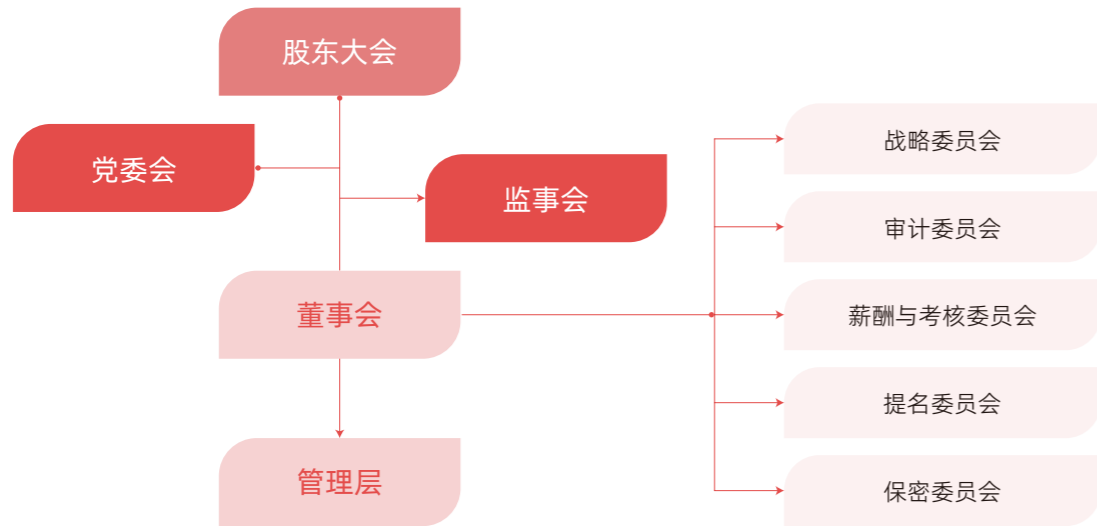 股东大会
党委会
监事会
董事会
管理层
战略委员会
审计委员会
薪酬与考核委员会
提名委员会
保密委员会